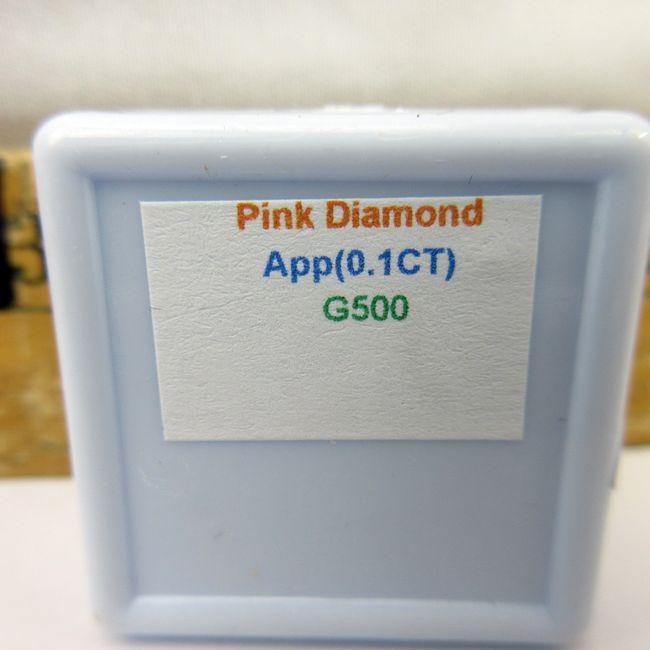 Pink Diamond
App(0.1CT)
G500